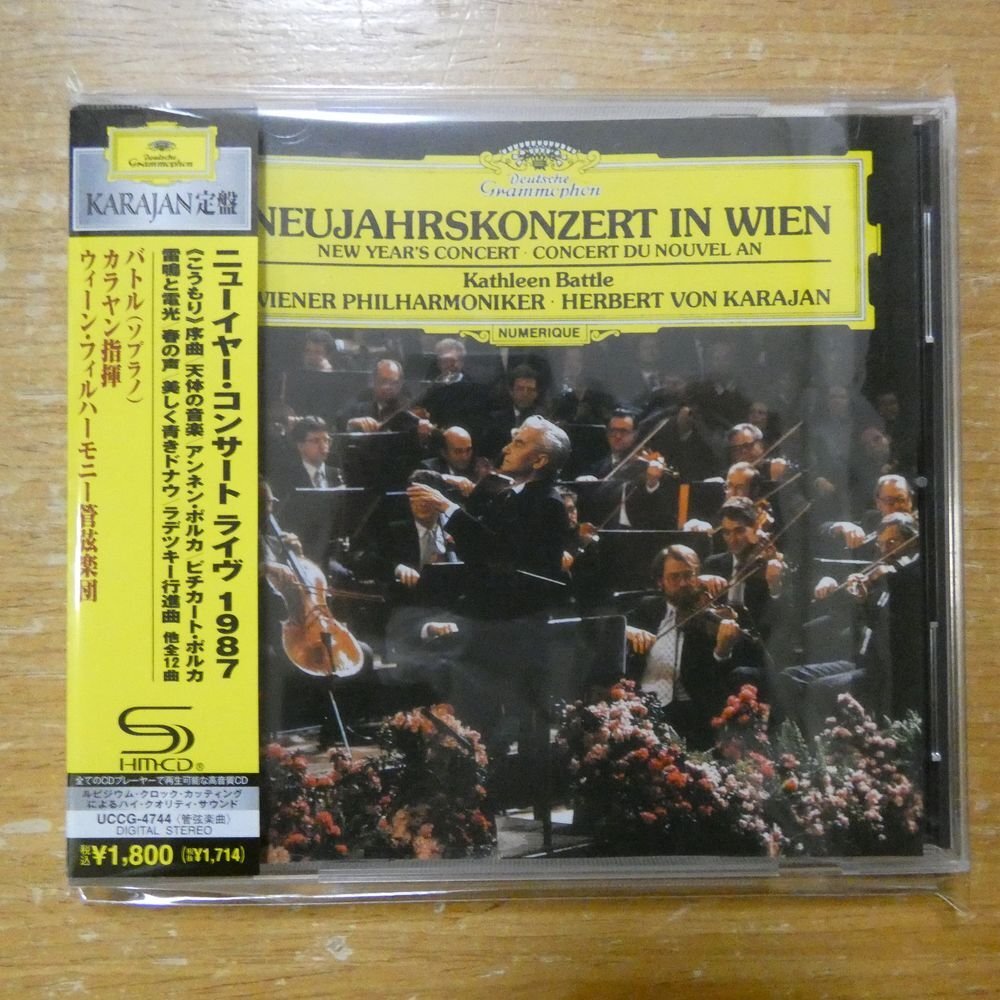 Deutsche
Grammophon
KARAJAN定盤
ニューイヤー・コンサート ライヴ 1987
《こうもり》序曲/天体の音楽/アンネン・ポルカ/ピチカート・ポルカ
雷鳴と電光/春の声/美しく青きドナウ/ラデツキー行進曲 他全12曲
バトル(ソプラノ)
カラヤン指揮
ウィーン・フィルハーモニー管弦楽団
SHM-CD®
全てのCDプレーヤーで再生可能な高音質CD
ルビジウム・クロック・カッティング
によるハイ・クオリティ・サウンド
UCCG-4744〈管弦楽曲〉
DIGITAL STEREO
税込¥1,800 (税抜¥1,714)
Deutsche
Grammophon
NEUJAHRSKONZERT IN WIEN
NEW YEAR'S CONCERT · CONCERT DU NOUVEL AN
Kathleen Battle
WIENER PHILHARMONIKER · HERBERT VON KARAJAN
NUMERIQUE